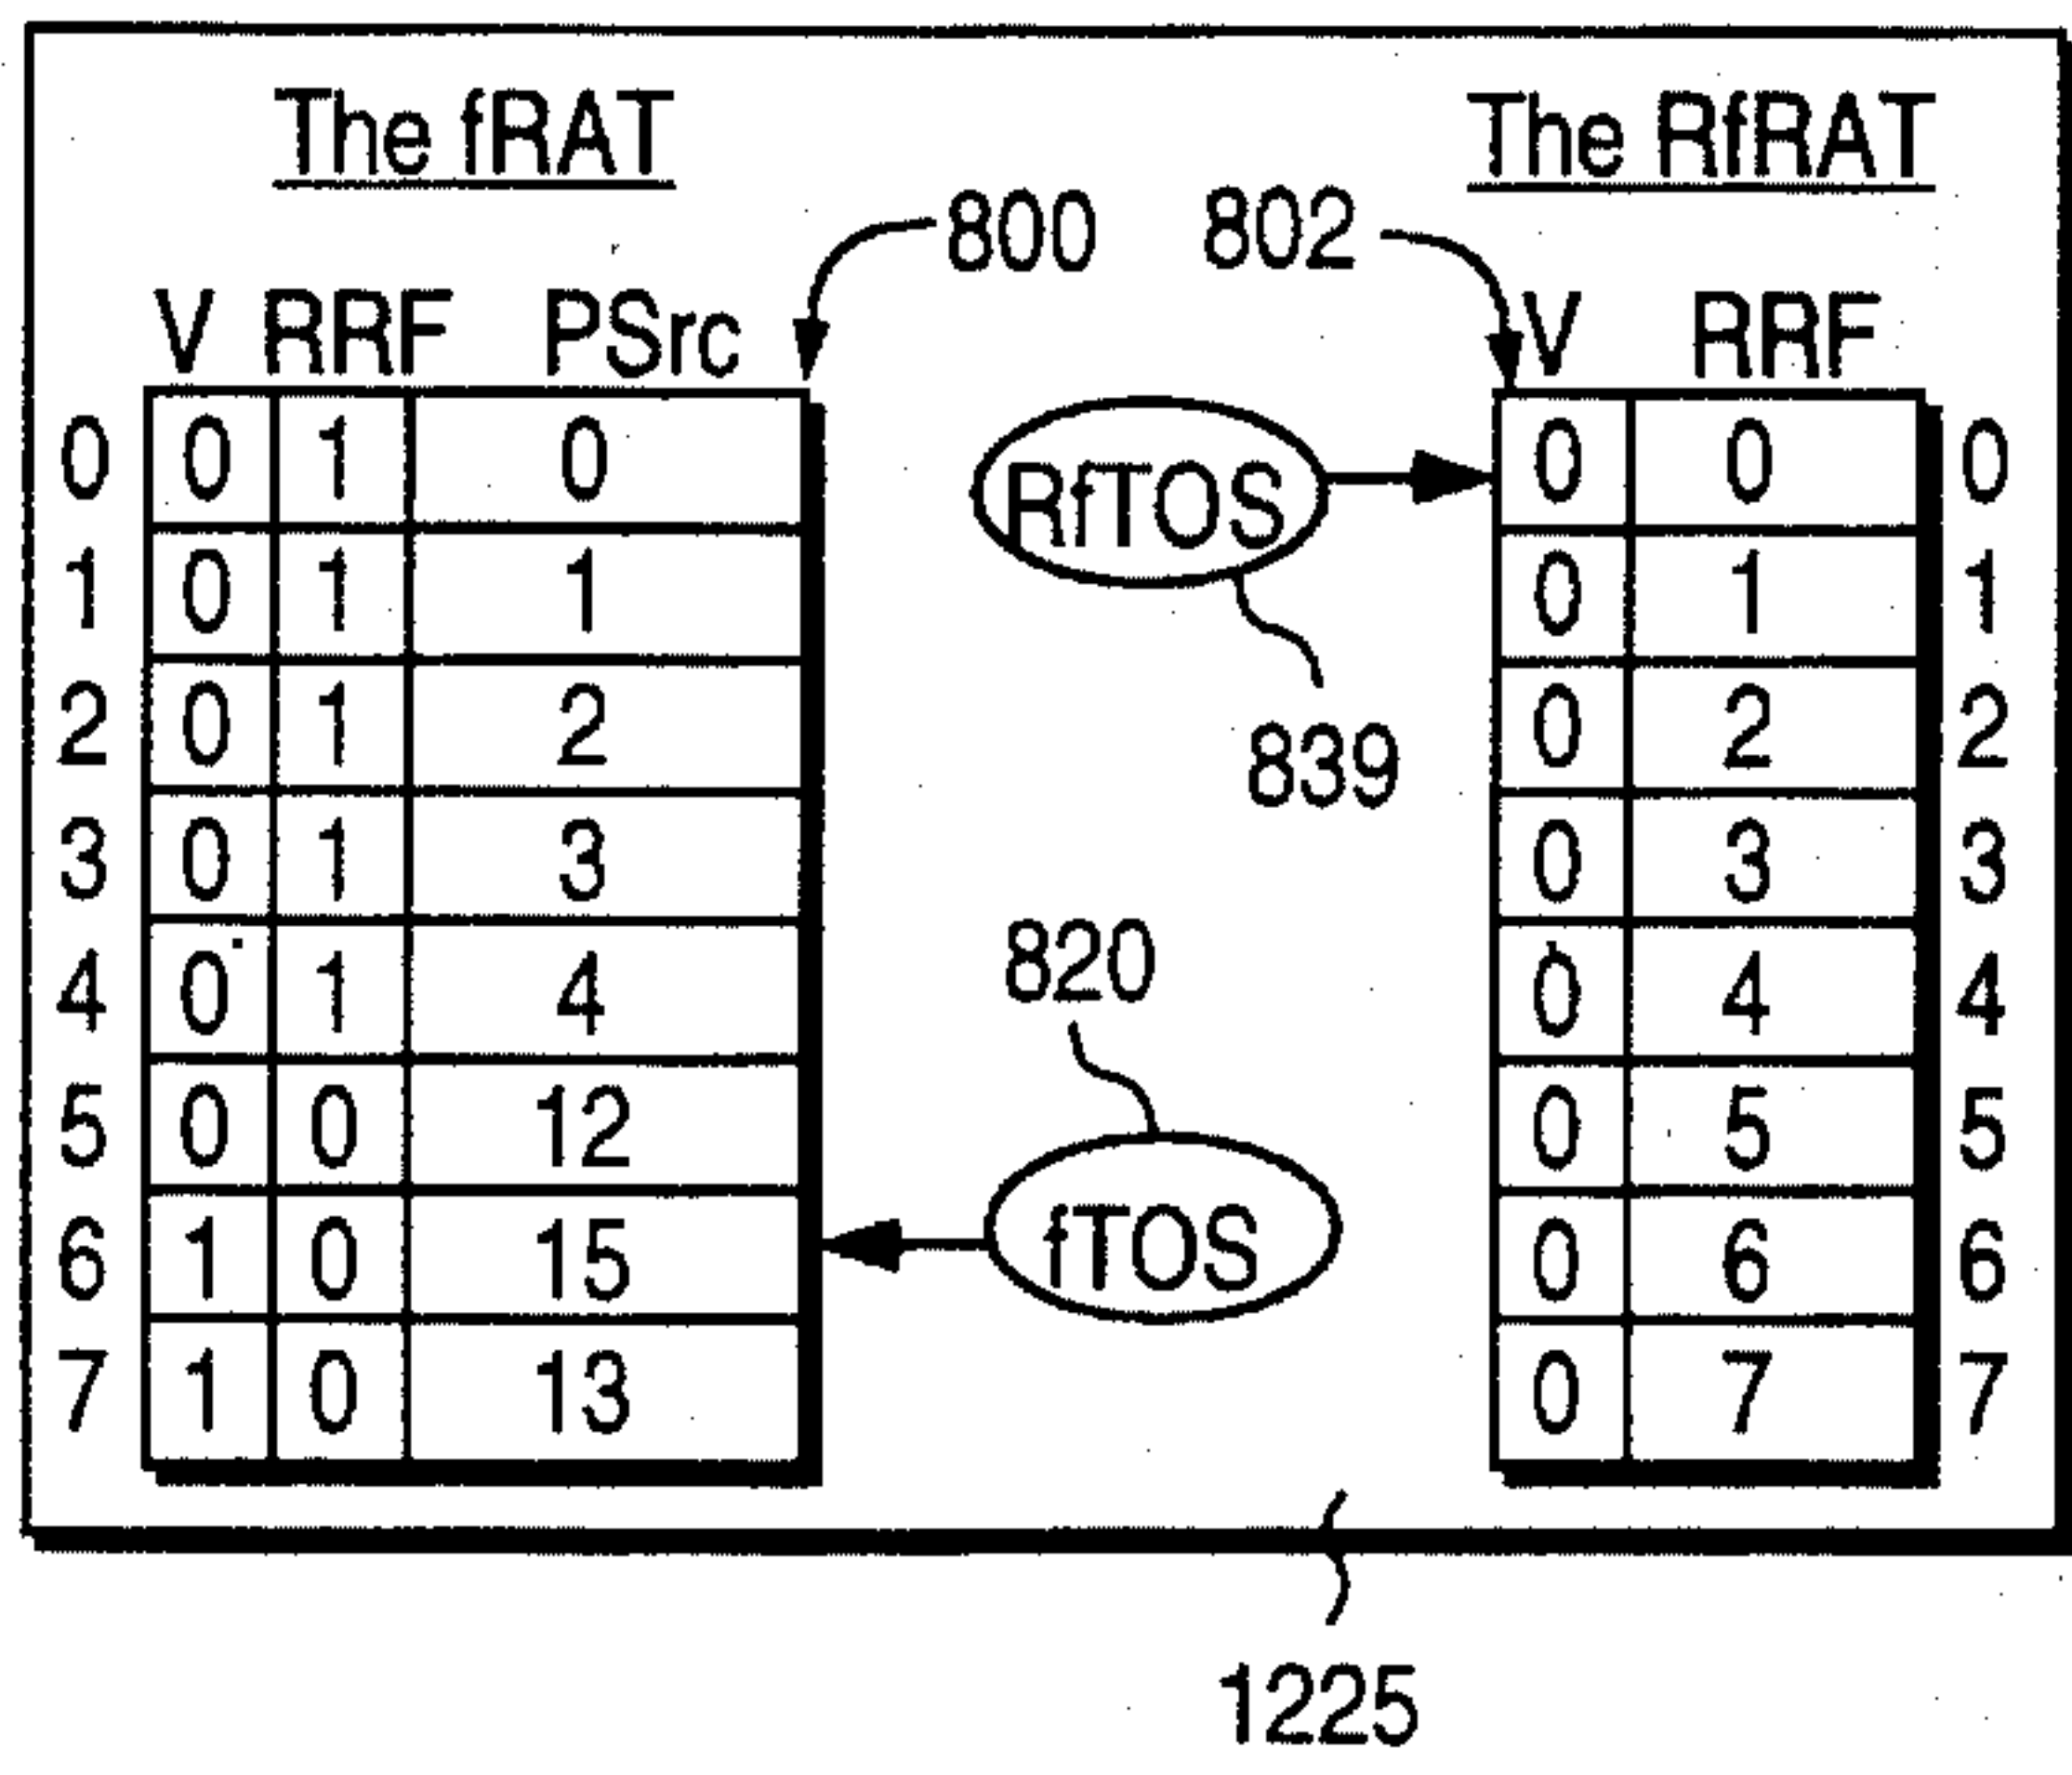 The fRAT The RfRAT
800 802
V RRF PSrc V RRF
0 0 1 0 RfTOS 0 0 0
1 0 1 1 0 1 1
2 0 1 2 0 2 2
839
3 0 1 3 0 3 3
820
4 0 1 4 0 4 4
5 0 0 12 0 5 5
6 1 0 15 fTOS 0 6 6
7 1 0 13 0 7 7
1225